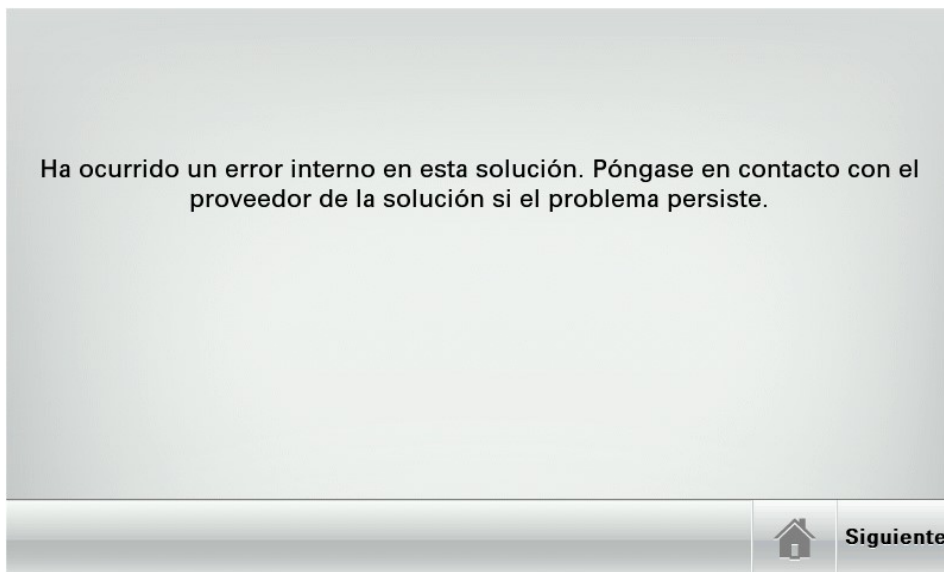 Ha ocurrido un error interno en esta solución. Póngase en contacto con el
proveedor de la solución si el problema persiste.
Siguiente